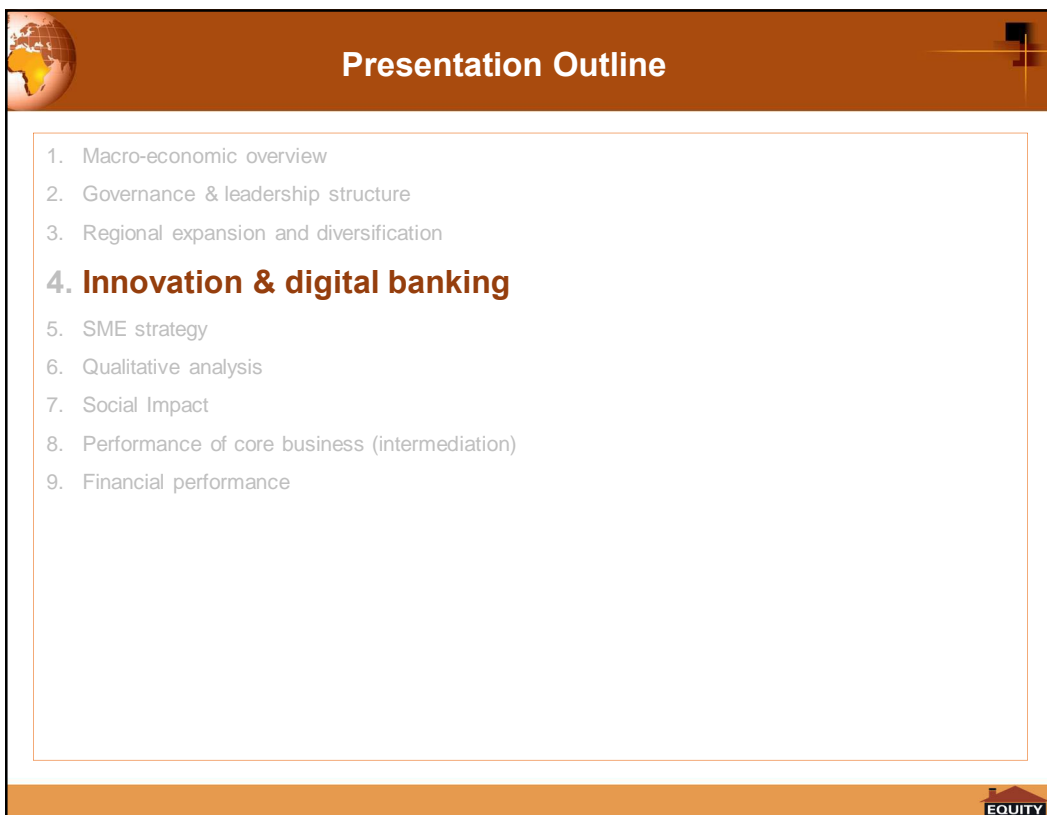 Presentation Outline
1. Macro-economic overview
2. Governance & leadership structure
3. Regional expansion and diversification
4. Innovation & digital banking
5. SME strategy
6. Qualitative analysis
7. Social Impact
8. Performance of core business (intermediation)
9. Financial performance
EQUITY